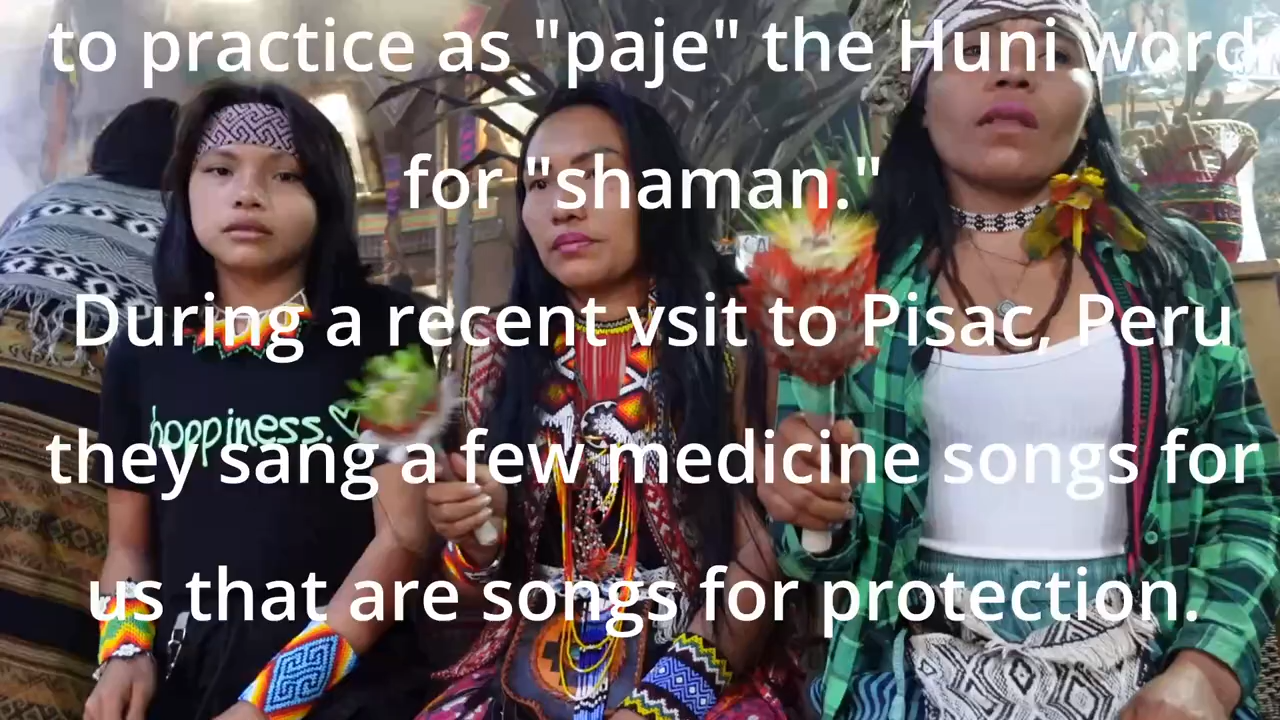 to practice as "paje" the Huni word
for "shaman."
During a recent vsit to Pisac, Peru
they sang a few medicine songs for
us that are songs for protection.
happiness.